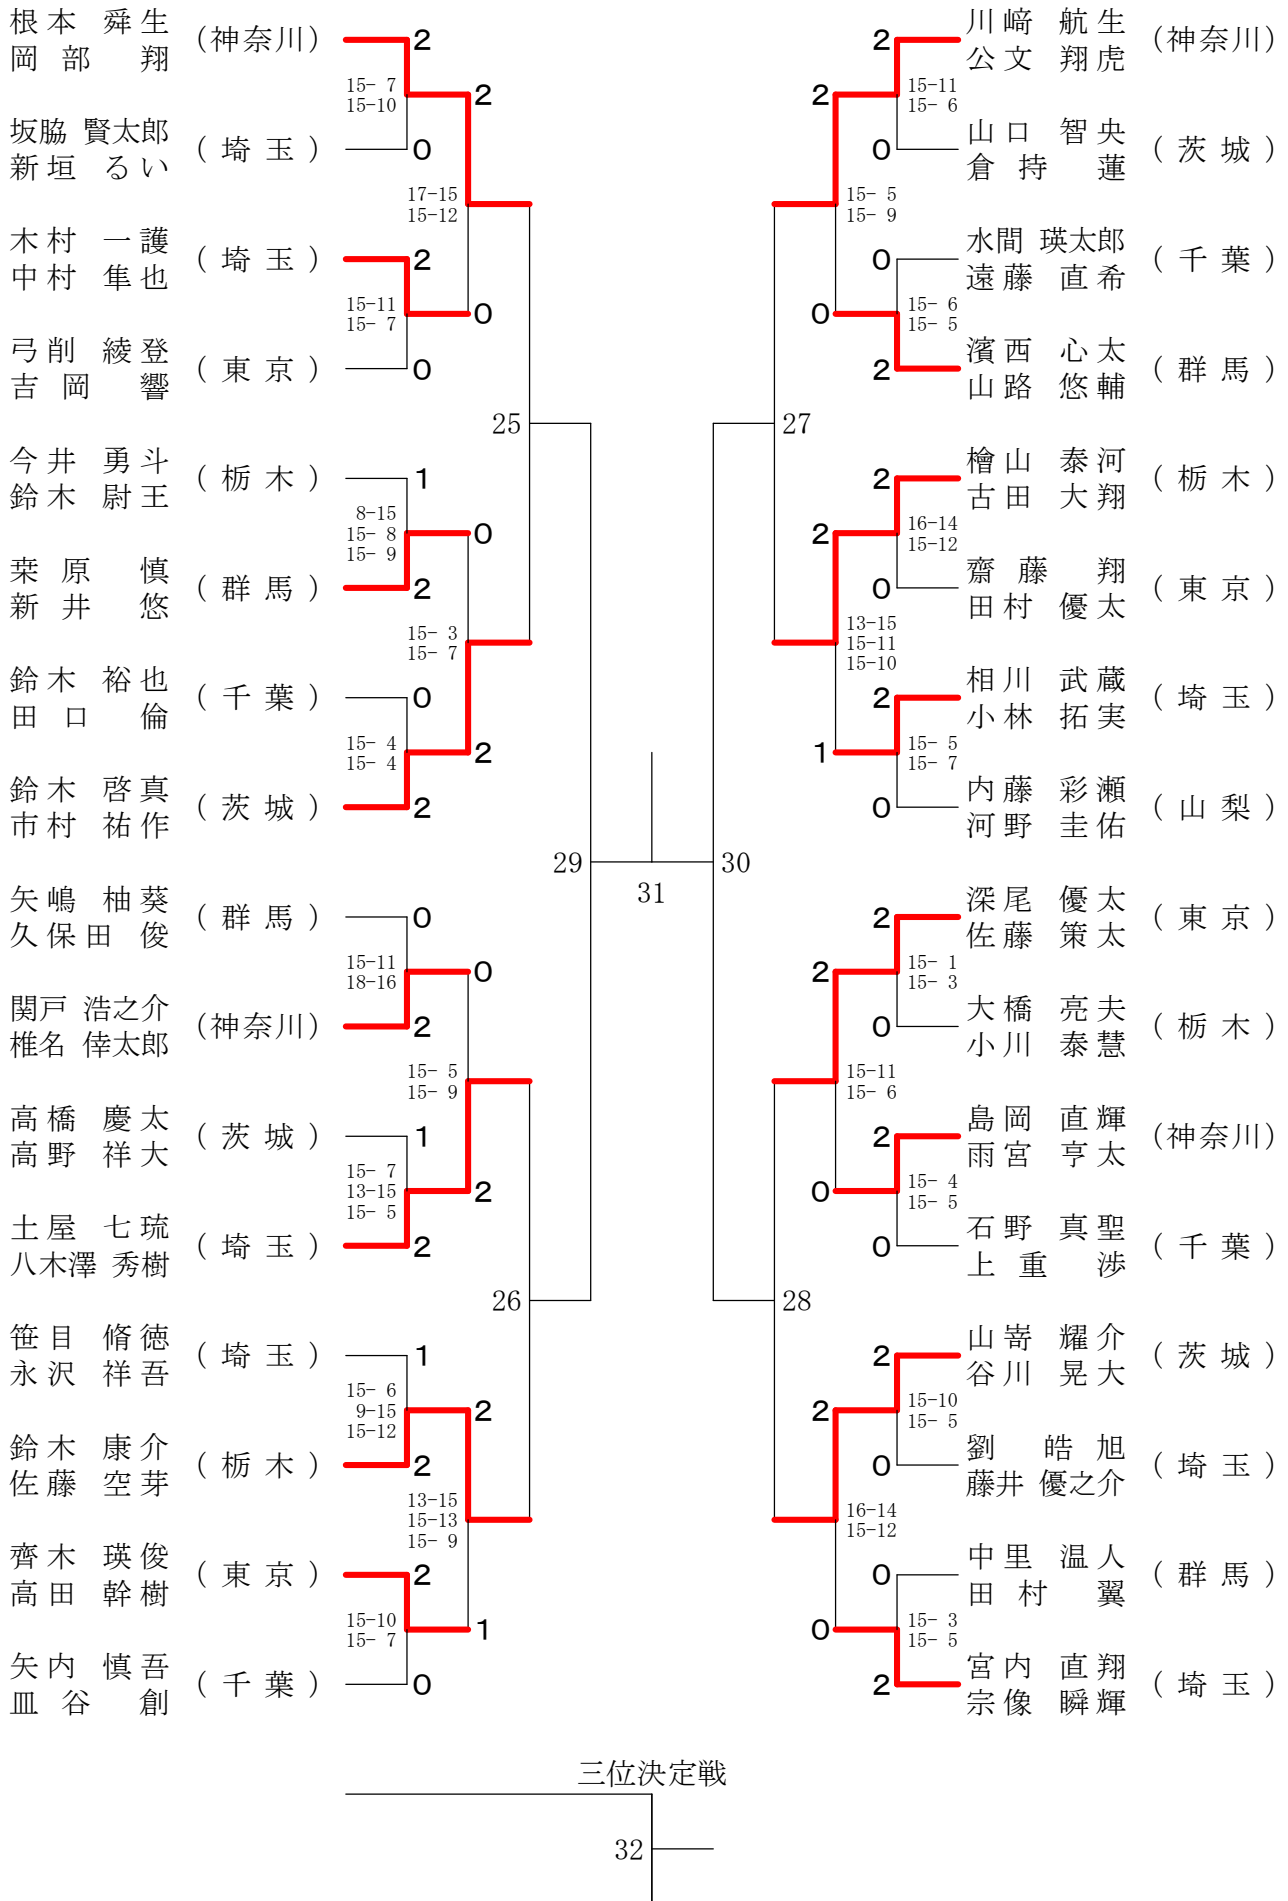 根本 舜生
岡部 翔
(神奈川)
2
15- 7
15-10
2
坂脇 賢太郎
新垣 るい
(埼玉)
0
17-15
15-12
木村 一護
中村 隼也
(埼玉)
2
15-11
15- 7
0
弓削 綾登
吉岡 響
(東京)
0
25
今井 勇斗
鈴木 尉王
(栃木)
1
8-15
15- 8
15- 9
0
桒原 慎
新井 悠
(群馬)
2
15- 3
15- 7
鈴木 裕也
田口 倫
(千葉)
0
15- 4
15- 4
2
鈴木 啓真
市村 祐作
(茨城)
2
29
矢嶋 柚葵
久保田 俊
(群馬)
0
15-11
18-16
0
関戸 浩之介
椎名 倖太郎
(神奈川)
2
15- 5
15- 9
高橋 慶太
高野 祥大
(茨城)
1
15- 7
13-15
15- 5
2
土屋 七琉
八木澤 秀樹
(埼玉)
2
26
笹目 脩徳
永沢 祥吾
(埼玉)
1
15- 6
9-15
15-12
2
鈴木 康介
佐藤 空芽
(栃木)
2
13-15
15-13
15- 9
齊木 瑛俊
高田 幹樹
(東京)
2
15-10
15- 7
1
矢内 慎吾
皿谷 創
(千葉)
0
31
川﨑 航生
公文 翔虎
(神奈川)
2
15-11
15- 6
2
山口 智央
倉持 蓮
(茨城)
0
15- 5
15- 9
水間 瑛太郎
遠藤 直希
(千葉)
0
15- 6
15- 5
0
濱西 心太
山路 悠輔
(群馬)
2
27
檜山 泰河
古田 大翔
(栃木)
2
16-14
15-12
2
齋藤 翔
田村 優太
(東京)
0
13-15
15-11
15-10
相川 武蔵
小林 拓実
(埼玉)
2
15- 5
15- 7
1
内藤 彩瀬
河野 圭佑
(山梨)
0
30
深尾 優太
佐藤 策太
(東京)
2
15- 1
15- 3
2
大橋 亮夫
小川 泰慧
(栃木)
0
15-11
15- 6
島岡 直輝
雨宮 亨太
(神奈川)
2
15- 4
15- 5
0
石野 真聖
上重 渉
(千葉)
0
28
山嵜 耀介
谷川 晃大
(茨城)
2
15-10
15- 5
2
劉 皓旭
藤井 優之介
(埼玉)
0
16-14
15-12
中里 温人
田村 翼
(群馬)
0
15- 3
15- 5
0
宮内 直翔
宗像 瞬輝
(埼玉)
2
三位決定戦
32